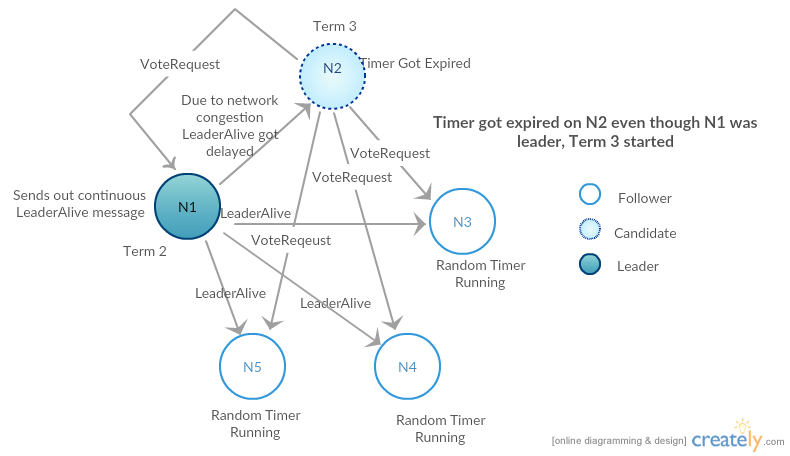 Term 3
VoteRequest
N2
Timer Got Expired
Due to network
congestion
LeaderAlive got
delayed
Timer got expired on N2 even though N1 was
leader, Term 3 started
VoteRequest
VoteRequest
Sends out continuous
LeaderAlive message
N1
LeaderAlive
N3
Follower
Candidate
Leader
Term 2
VoteReqeust
Random Timer
Running
LeaderAlive
LeaderAlive
N5
N4
Random Timer
Running
Random Timer
Running
[online diagramming & design] creately.com